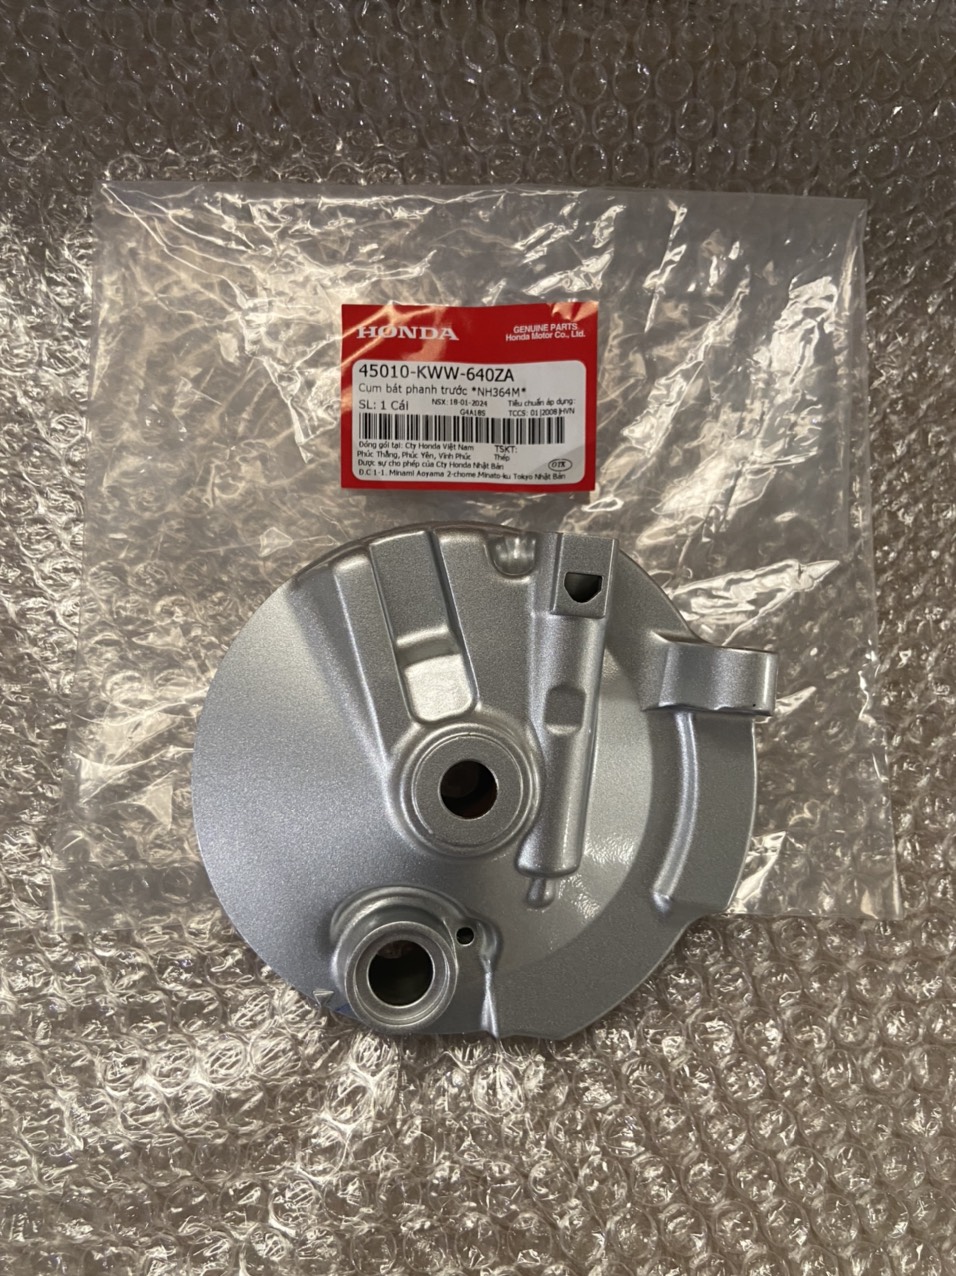 HONDA
GENUINE PARTS
Honda Motor Co., Ltd.
45010-KWW-640ZA
Cụm bát phanh trước *NH364M*
SL: 1 Cái NSX: 18-01-2024 Tiêu chuẩn áp dụng:
G4A18S TCCS: 01|2008|HVN
Đóng gói tại: Cty Honda Việt Nam TSKT:
Phúc Thắng, Phúc Yên, Vĩnh Phúc Thép
Được sự cho phép của Cty Honda Nhật Bản
Đ.C 1-1. Minami Aoyama 2-chome.Minato-ku Tokyo Nhật Bản